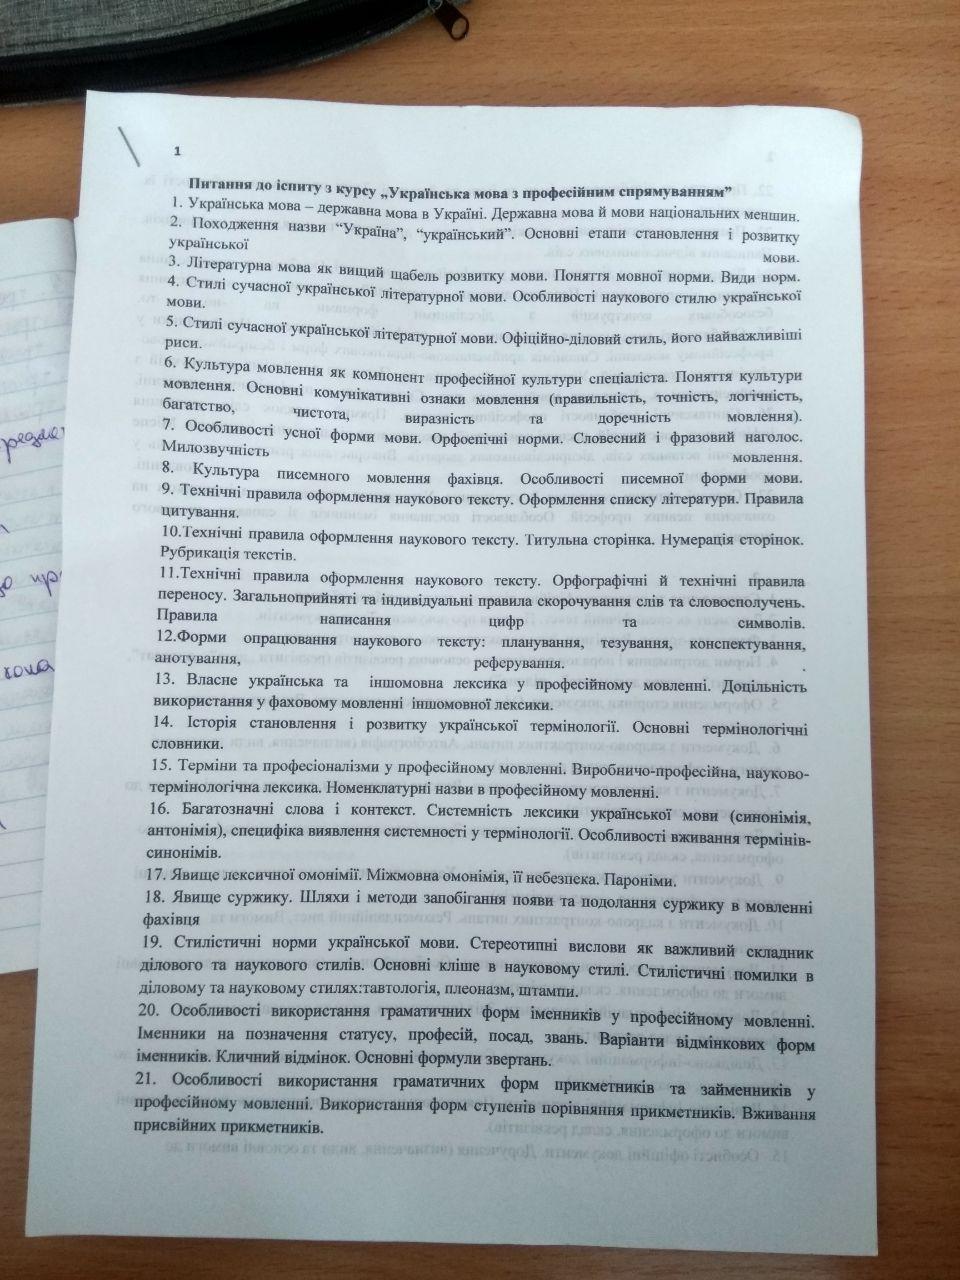 1
Питання до іспиту з курсу „Українська мова з професійним спрямуванням”
1. Українська мова – державна мова в Україні. Державна мова й мови національних меншин.
2. Походження назви “Україна”, “український”. Основні етапи становлення і розвитку
української мови.
3. Літературна мова як вищий щабель розвитку мови. Поняття мовної норми. Види норм.
4. Стилі сучасної української літературної мови. Особливості наукового стилю української
мови.
5. Стилі сучасної української літературної мови. Офіційно-діловий стиль, його найважливіші
риси.
6. Культура мовлення як компонент професійної культури спеціаліста. Поняття культури
мовлення. Основні комунікативні ознаки мовлення (правильність, точність, логічність,
багатство, чистота, виразність та доречність мовлення).
7. Особливості усної форми мови. Орфоепічні норми. Словесний і фразовий наголос.
Милозвучність мовлення.
8. Культура писемного мовлення фахівця. Особливості писемної форми мови.
9. Технічні правила оформлення наукового тексту. Оформлення списку літератури. Правила
цитування.
10.Технічні правила оформлення наукового тексту. Титульна сторінка. Нумерація сторінок.
Рубрикація текстів.
11.Технічні правила оформлення наукового тексту. Орфографічні й технічні правила
переносу. Загальноприйняті та індивідуальні правила скорочування слів та словосполучень.
Правила написання цифр та символів.
12.Форми опрацювання наукового тексту: планування, тезування, конспектування,
анотування, реферування. .
13. Власне українська та іншомовна лексика у професійному мовленні. Доцільність
використання у фаховому мовленні іншомовної лексики.
14. Історія становлення і розвитку української термінології. Основні термінологічні
словники.
15. Терміни та професіоналізми у професійному мовленні. Виробничо-професійна, науково-
термінологічна лексика. Номенклатурні назви в професійному мовленні.
16. Багатозначні слова і контекст. Системність лексики української мови (синонімія,
антонімія), специфіка виявлення системності у термінології. Особливості вживання термінів-
синонімів.
17. Явище лексичної омонімії. Міжмовна омонімія, її небезпека. Пароніми.
18. Явище суржику. Шляхи і методи запобігання появи та подолання суржику в мовленні
фахівця
19. Стилістичні норми української мови. Стереотипні вислови як важливий складник
ділового та наукового стилів. Основні кліше в науковому стилі. Стилістичні помилки в
діловому та науковому стилях:тавтологія, плеоназм, штампи.
20. Особливості використання граматичних форм іменників у професійному мовленні.
Іменники на позначення статусу, професій, посад, звань. Варіанти відмінкових форм
іменників. Кличний відмінок. Основні формули звертань.
21. Особливості використання граматичних форм прикметників та займенників у
професійному мовленні. Використання форм ступенів порівняння прикметників. Вживання
присвійних прикметників.